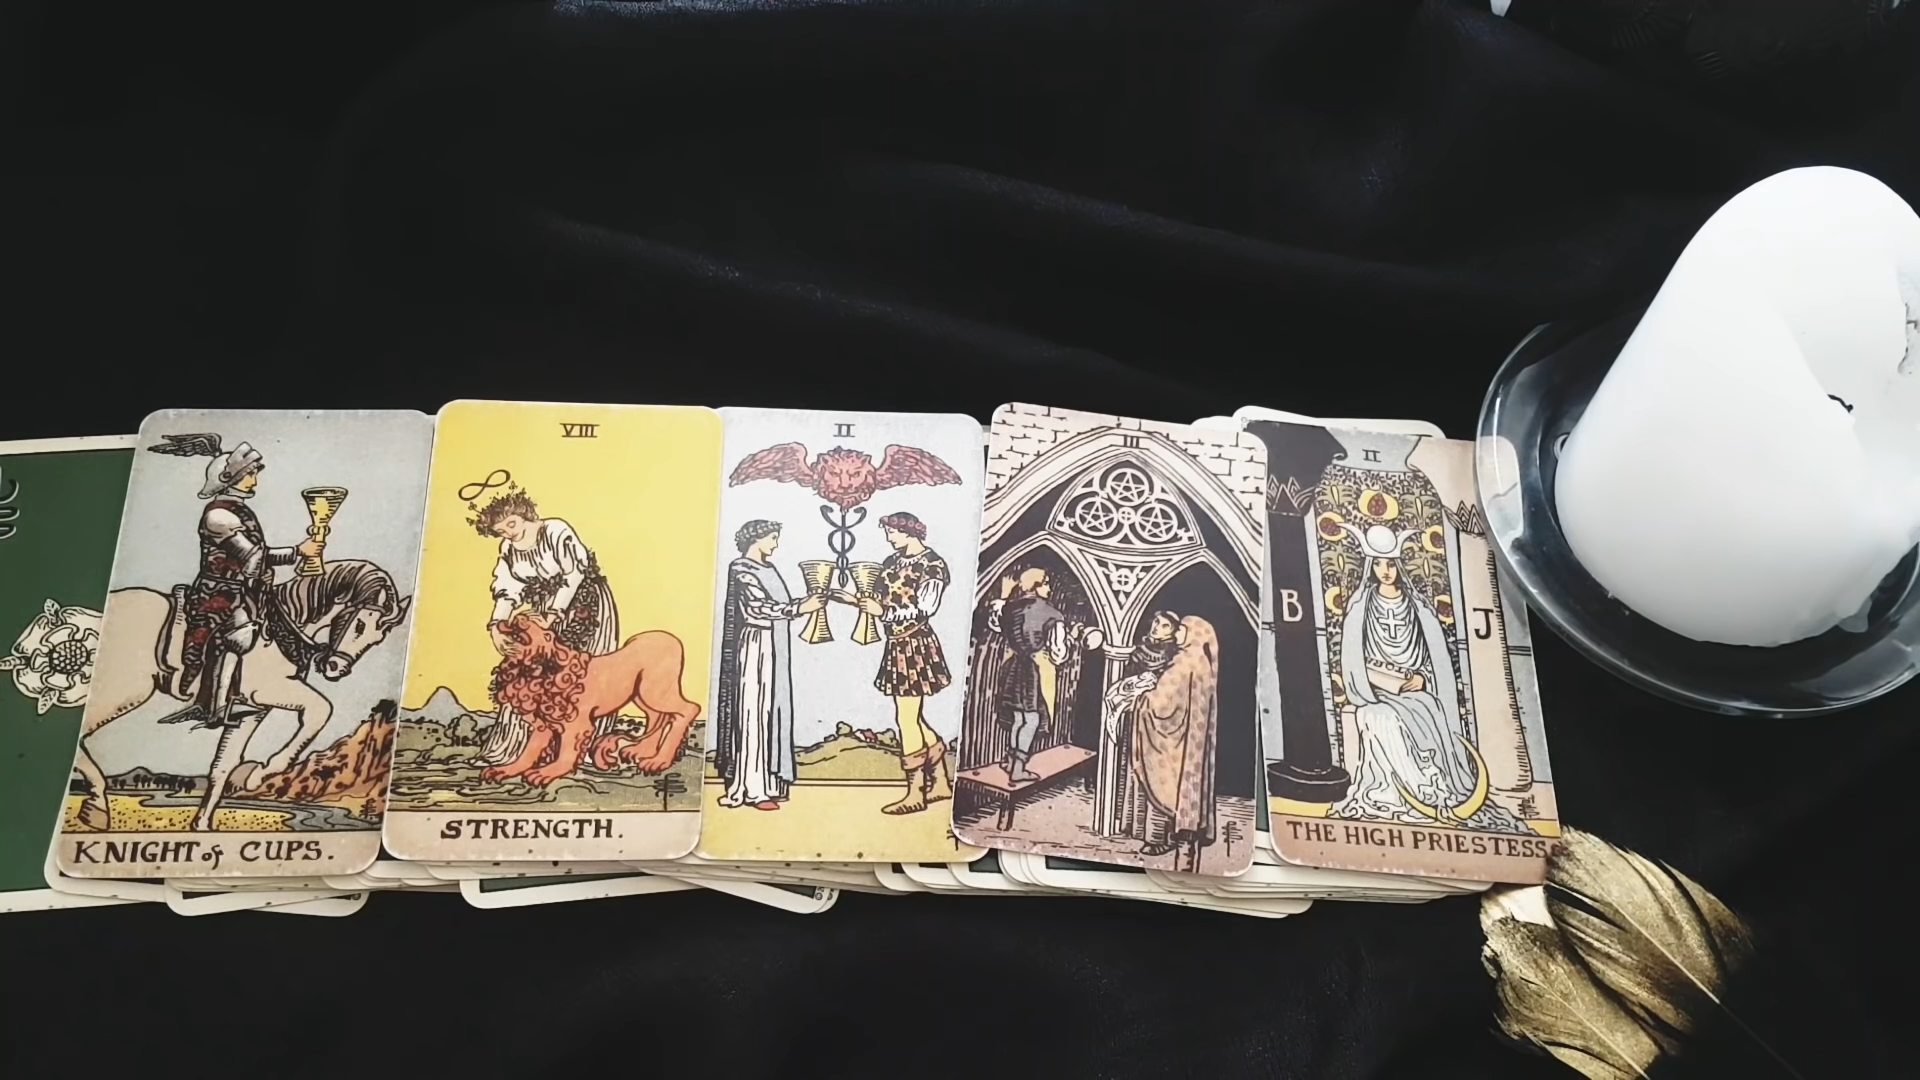 KNIGHT of CUPS.
VIII
STRENGTH.
II
III
II
B
J
THE HIGH PRIESTESS